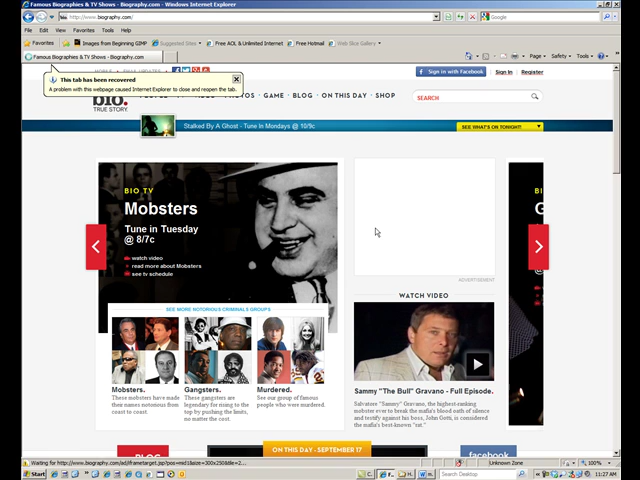 Famous Biographies & TV Shows - Biography.com - Windows Internet Explorer
http://www.biography.com/
Google
File Edit View Favorites Tools Help
Favorites Images from Beginning GIMP Suggested Sites Free AOL & Unlimited Internet Free Hotmail Web Slice Gallery
Famous Biographies & TV Shows - Biography.com
Page Safety Tools
This tab has been recovered
A problem with this webpage caused Internet Explorer to close and reopen the tab.
Sign in with Facebook Sign In Register
bio.
TRUE STORY.
GAME BLOG ON THIS DAY SHOP
SEARCH
Stalked By A Ghost - Tune In Mondays @ 10/9c
SEE WHAT'S ON TONIGHT!
BIO TV
Mobsters
Tune in Tuesday
@ 8/7c
watch video
read more about Mobsters
see tv schedule
SEE MORE NOTORIOUS CRIMINALS GROUPS
Mobsters.
These mobsters have made
their names notorious from
coast to coast.
Gangsters.
These gangsters are
legendary for rising to the
top by pushing the limits,
no matter the cost.
Murdered.
See our group of famous
people who were murdered.
ADVERTISEMENT
WATCH VIDEO
Sammy "The Bull" Gravano - Full Episode.
Salvatore "Sammy" Gravano, the highest-ranking
mobster ever to break the mafia's blood oath of silence
and testify against his boss, John Gotti, is considered
the mafia's best-known "rat."
BLOG
ON THIS DAY - SEPTEMBER 17
facebook
Unknown Zone
Start
Search Desktop
11:27 AM